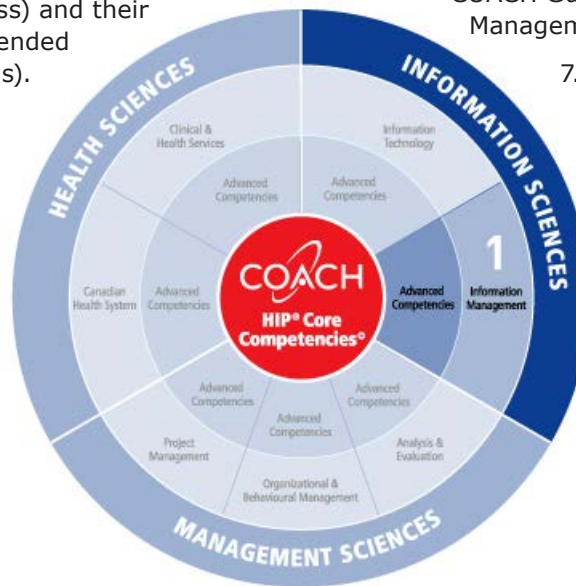 ss) and their
ended
s).
Managem
7.
HEALTH SCIENCES
INFORMATION SCIENCES
MANAGEMENT SCIENCES
Clinical &
Health Services
Information
Technology
Advanced
Competencies
Advanced
Competencies
Canadian
Health System
Advanced
Competencies
COACH
HIP® Core
Competencies©
Advanced
Competencies
1
Information
Management
Advanced
Competencies
Advanced
Competencies
Advanced
Competencies
Project
Management
Organizational &
Behavioural Management
Analysis &
Evaluation